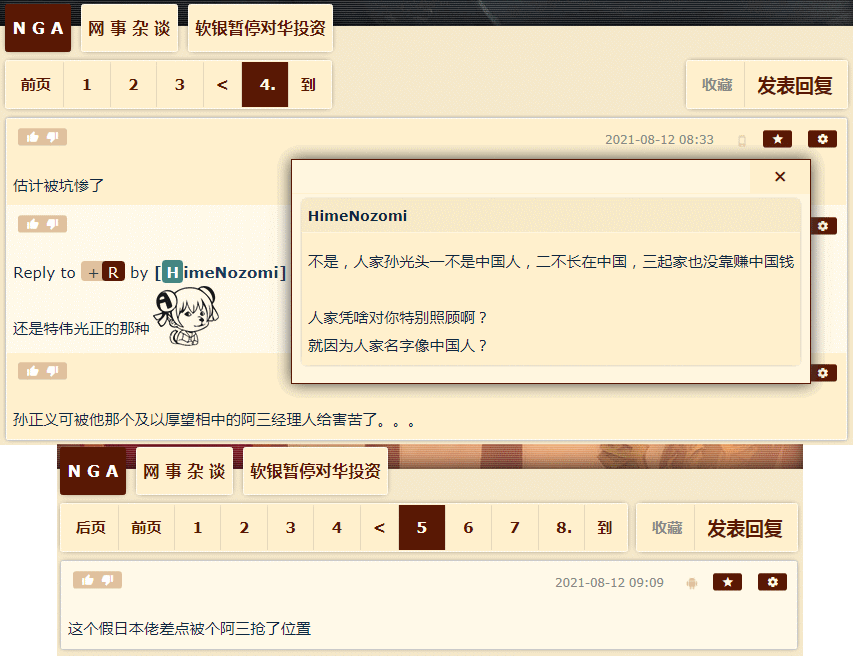 NGA 网事杂谈 软银暂停对华投资
前页 1 2 3 < 4. 到 收藏 发表回复
2021-08-12 08:33
估计被坑惨了
×
HimeNozomi
不是，人家孙光头一不是中国人，二不长在中国，三起家也没靠赚中国钱
人家凭啥对你特别照顾啊？
就因为人家名字像中国人？
Reply to +R by [HimeNozomi]
还是特伟光正的那种
孙正义可被他那个及以厚望相中的阿三经理人给害苦了。。。
NGA 网事杂谈 软银暂停对华投资
后页 前页 1 2 3 4 < 5 6 7 8. 到 收藏 发表回复
2021-08-12 09:09
这个假日本佬差点被个阿三抢了位置